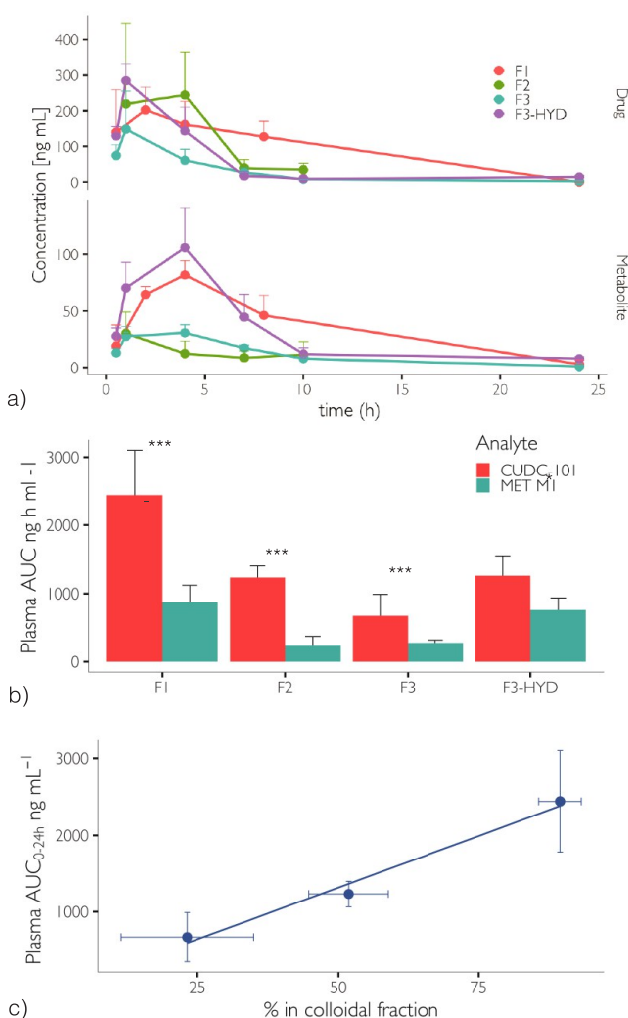 400
300
200
100
0
F1
F2
F3
F3-HYD
Drug
Concentration [ng mL]
100
50
0
Metabolite
0 5 10 15 20 25
time (h)
a)
3000
2000
1000
0
Plasma AUC ng h ml -1
***
***
***
Analyte
CUDC-101
*
MET M1
F1 F2 F3 F3-HYD
b)
3000
2000
1000
Plasma AUC0-24h ng mL⁻¹
25 50 75
% in colloidal fraction
c)